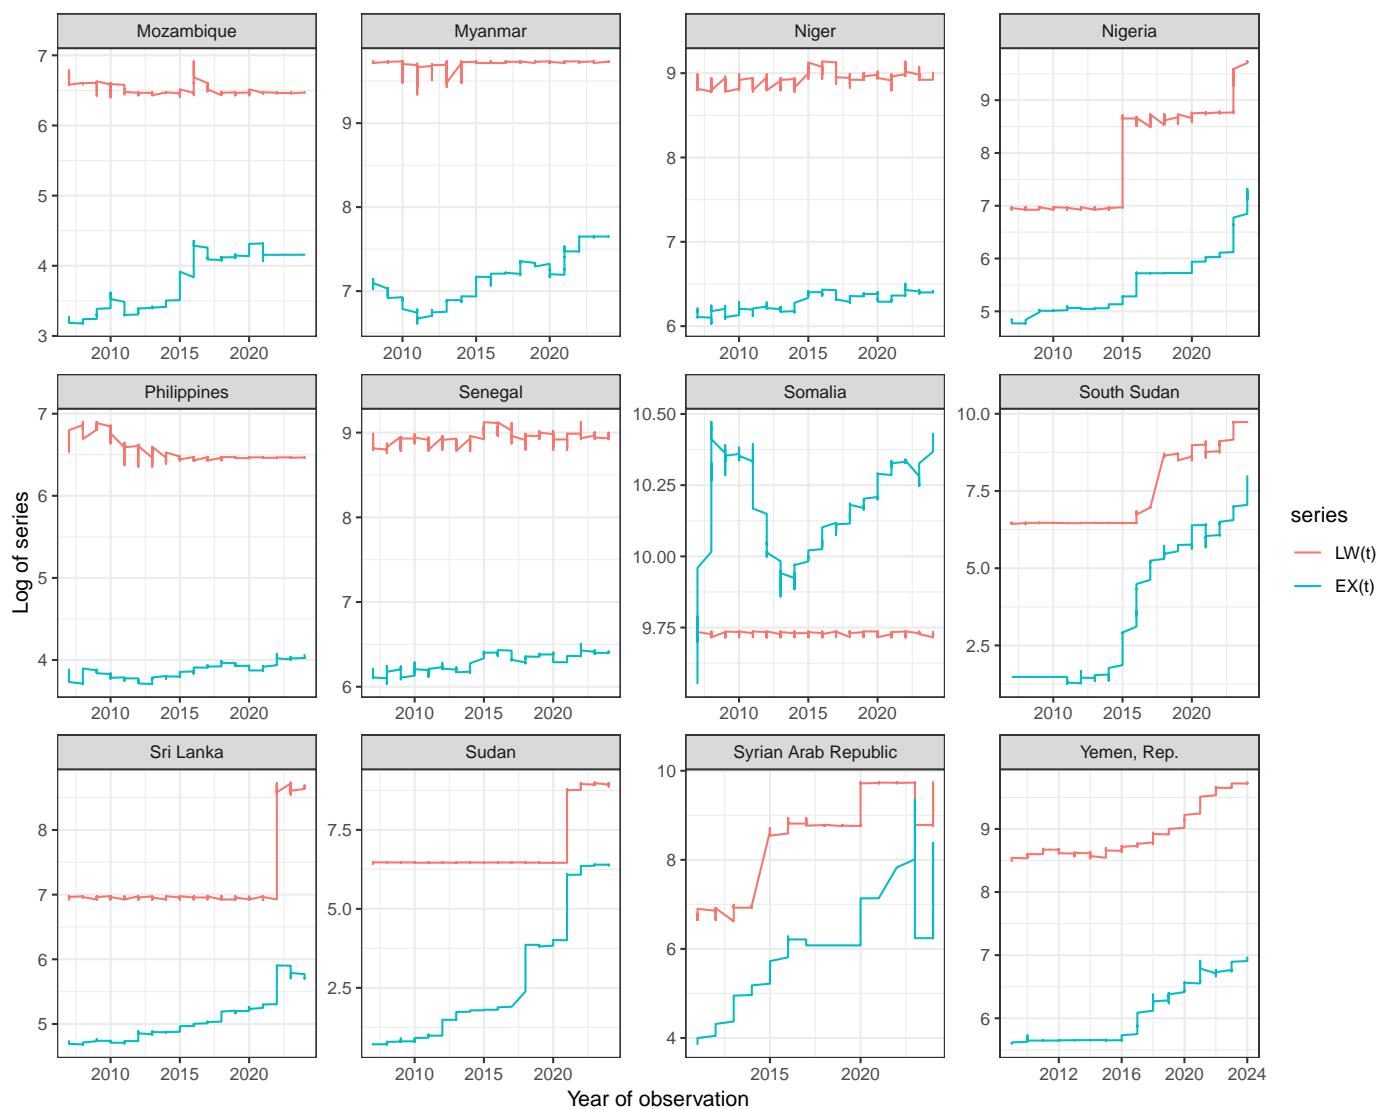 Mozambique
Myanmar
Niger
Nigeria
7
6
5
4
3
9
8
7
9
8
7
6
9
8
7
6
5
2010 2015 2020
2010 2015 2020
2010 2015 2020
2010 2015 2020
Philippines
Senegal
Somalia
South Sudan
7
6
5
4
9
8
7
6
10.50
10.25
10.00
9.75
10.0
7.5
5.0
2.5
2010 2015 2020
2010 2015 2020
2010 2015 2020
2010 2015 2020
Sri Lanka
Sudan
Syrian Arab Republic
Yemen, Rep.
8
7
6
5
7.5
5.0
2.5
10
8
6
4
9
8
7
6
2010 2015 2020
2010 2015 2020
2015 2020
2012 2016 2020 2024
Log of series
Year of observation
series
LW(t)
EX(t)